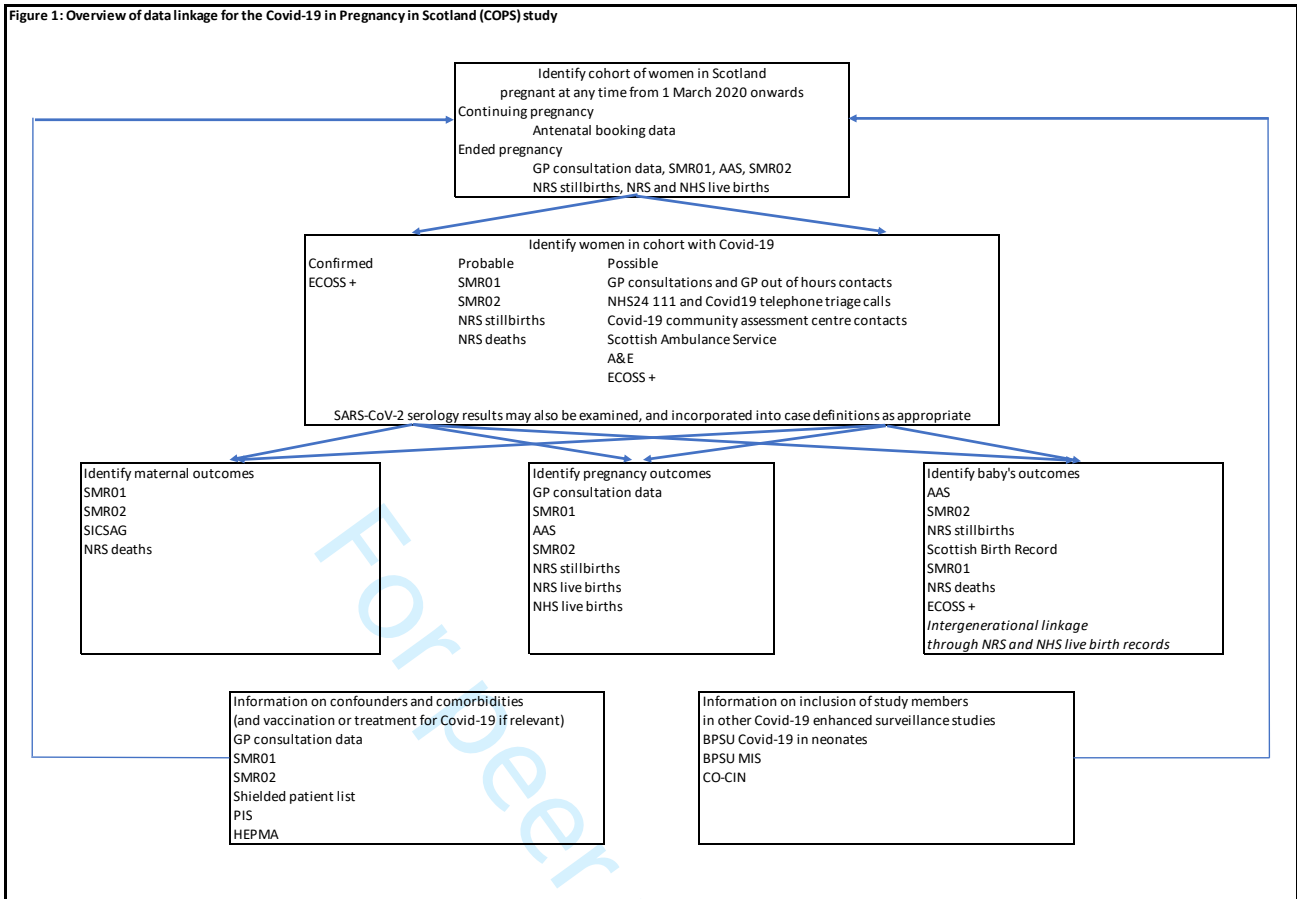 Figure 1: Overview of data linkage for the Covid-19 in Pregnancy in Scotland (COPS) study
Identify cohort of women in Scotland
pregnant at any time from 1 March 2020 onwards
Continuing pregnancy
Antenatal booking data
Ended pregnancy
GP consultation data, SMR01, AAS, SMR02
NRS stillbirths, NRS and NHS live births
Identify women in cohort with Covid-19
Confirmed
ECOSS +
Probable
SMR01
SMR02
NRS stillbirths
NRS deaths
Possible
GP consultations and GP out of hours contacts
NHS24 111 and Covid19 telephone triage calls
Covid-19 community assessment centre contacts
Scottish Ambulance Service
A&E
ECOSS +
SARS-CoV-2 serology results may also be examined, and incorporated into case definitions as appropriate
Identify maternal outcomes
SMR01
SMR02
SICSAG
NRS deaths
Identify pregnancy outcomes
GP consultation data
SMR01
AAS
SMR02
NRS stillbirths
NRS live births
NHS live births
Identify baby's outcomes
AAS
SMR02
NRS stillbirths
Scottish Birth Record
SMR01
NRS deaths
ECOSS +
Intergenerational linkage
through NRS and NHS live birth records
Information on confounders and comorbidities
(and vaccination or treatment for Covid-19 if relevant)
GP consultation data
SMR01
SMR02
Shielded patient list
PIS
HEPMA
Information on inclusion of study members
in other Covid-19 enhanced surveillance studies
BPSU Covid-19 in neonates
BPSU MIS
CO-CIN
For peer